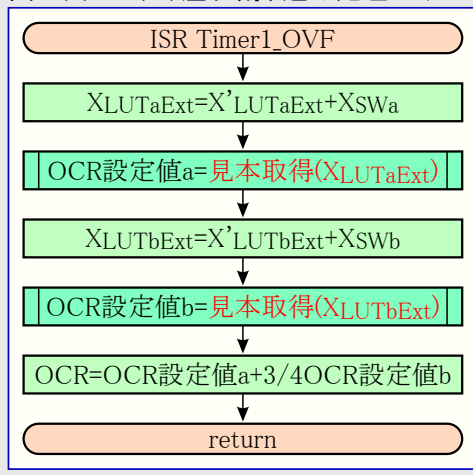 ISR Timer1_OVF
XLUTaExt=X’LUTaExt+XSWa
OCR設定値a=見本取得(XLUTaExt)
XLUTbExt=X’LUTbExt+XSWb
OCR設定値b=見本取得(XLUTbExt)
OCR=OCR設定値a+3/4OCR設定値b
return